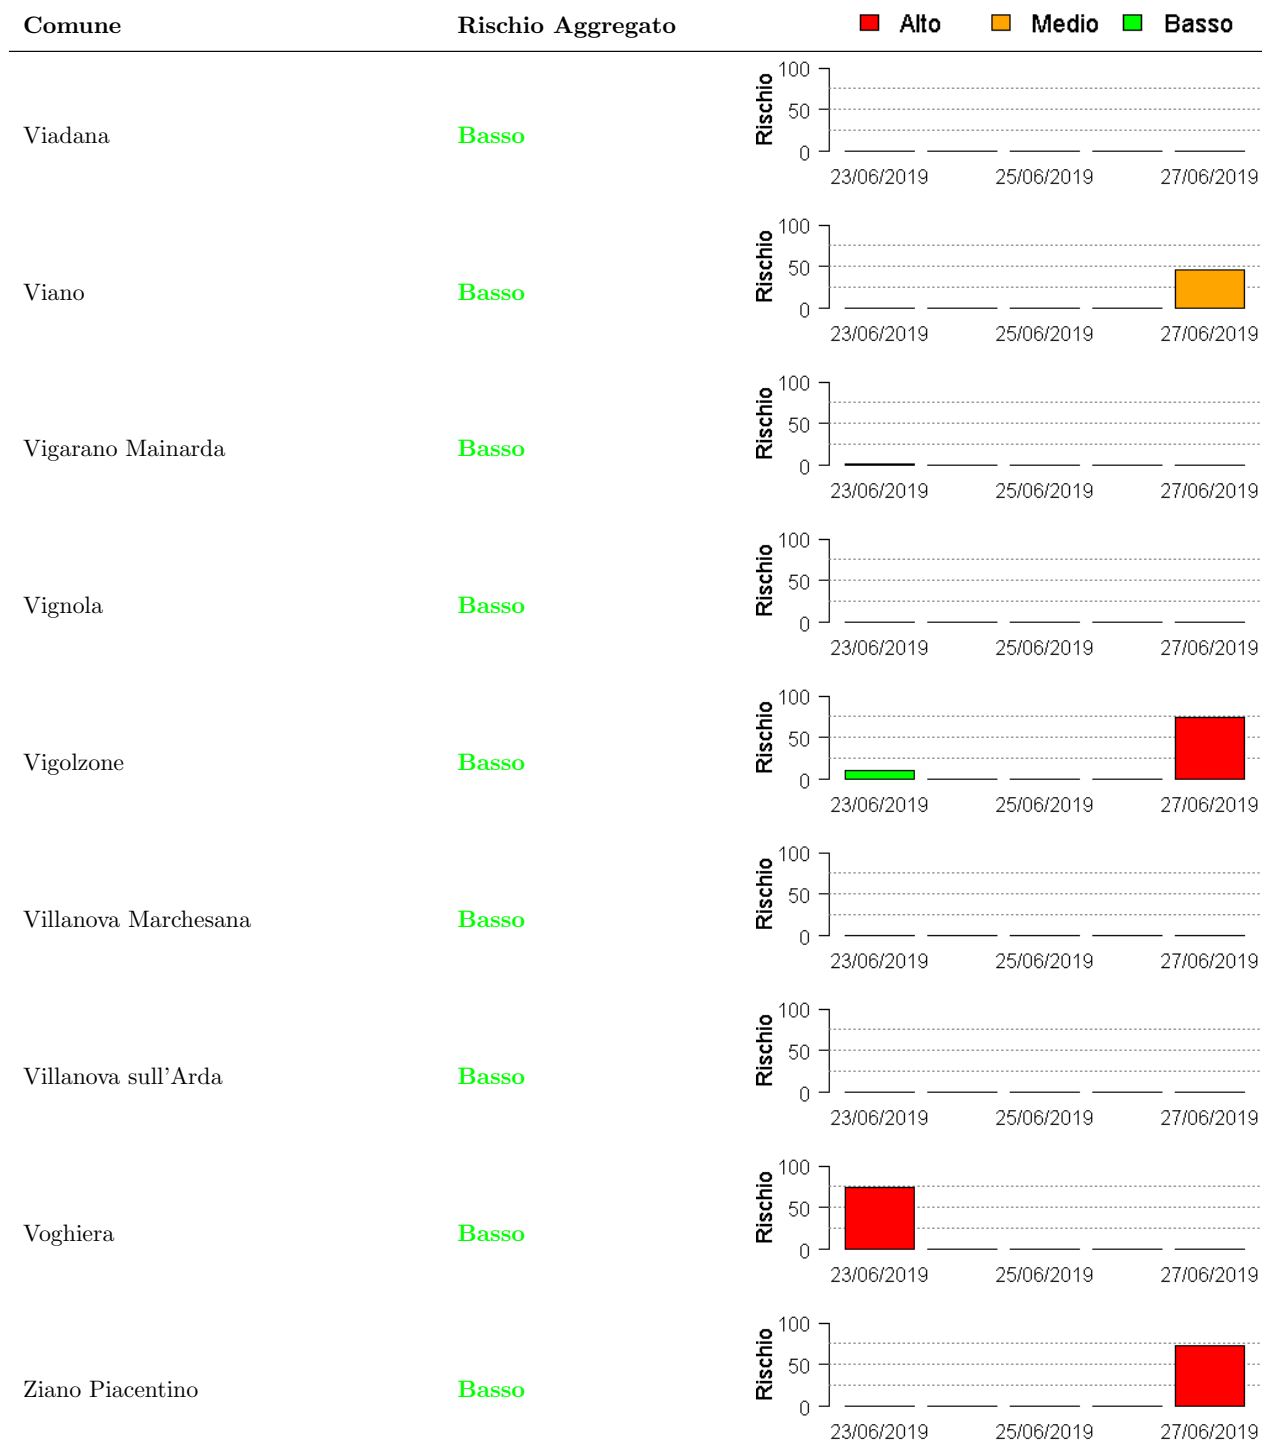 Comune Rischio Aggregato Alto Medio Basso
Viadana Basso Rischio 100 50 0
23/06/2019 25/06/2019 27/06/2019
Viano Basso Rischio 100 50 0
23/06/2019 25/06/2019 27/06/2019
Vigarano Mainarda Basso Rischio 100 50 0
23/06/2019 25/06/2019 27/06/2019
Vignola Basso Rischio 100 50 0
23/06/2019 25/06/2019 27/06/2019
Vigolzone Basso Rischio 100 50 0
23/06/2019 25/06/2019 27/06/2019
Villanova Marchesana Basso Rischio 100 50 0
23/06/2019 25/06/2019 27/06/2019
Villanova sull'Arda Basso Rischio 100 50 0
23/06/2019 25/06/2019 27/06/2019
Voghiera Basso Rischio 100 50 0
23/06/2019 25/06/2019 27/06/2019
Ziano Piacentino Basso Rischio 100 50 0
23/06/2019 25/06/2019 27/06/2019